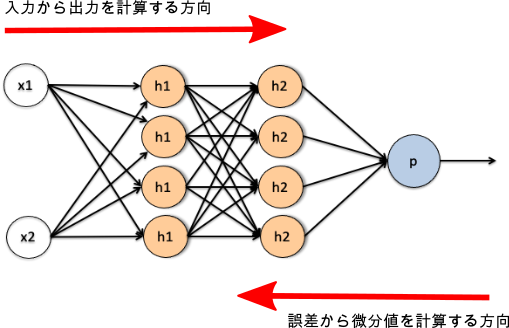 入力から出力を計算する方向
x1 h1 h2
h1 h2
p
h1 h2
x2 h1 h2
誤差から微分値を計算する方向